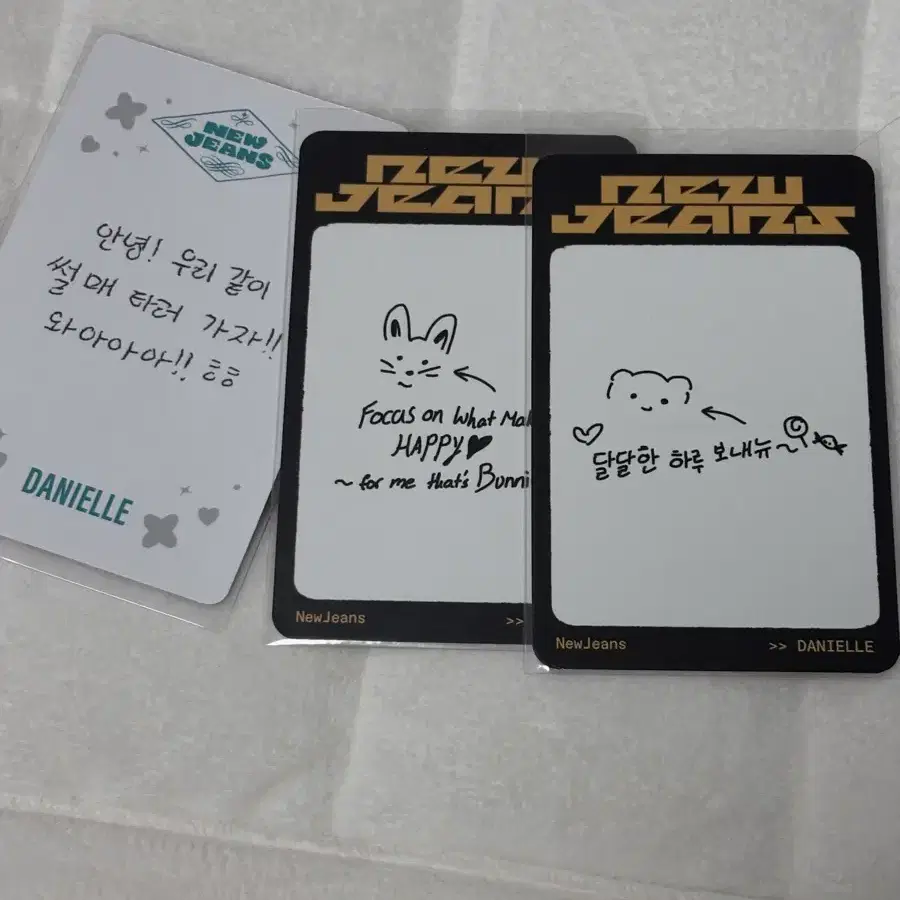 NEW
JEANS
안녕! 우리 같이
썰매 타러 가자!!
와아아아!! ㅎㅎ
DANIELLE
New
Jeans
Focus on What
HAPPY♥
~ for me that's
NewJeans
>>
New
Jeans
달달한 하루 보내뉴~
NewJeans
>> DANIELLE